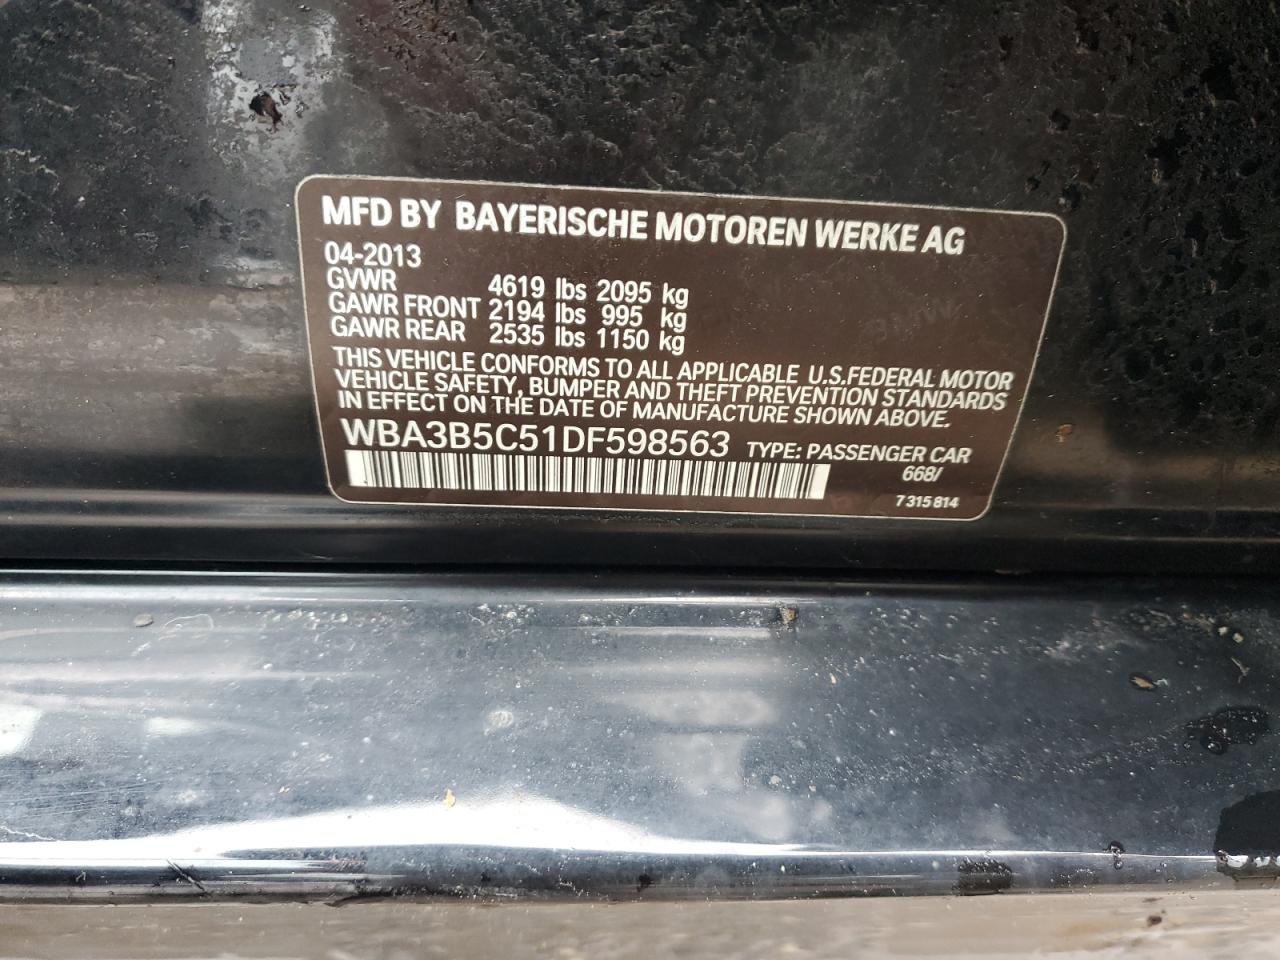 MFD BY BAYERISCHE MOTOREN WERKE AG
04-2013
GVWR 4619 lbs 2095 kg
GAWR FRONT 2194 lbs 995 kg
GAWR REAR 2535 lbs 1150 kg
THIS VEHICLE CONFORMS TO ALL APPLICABLE U.S.FEDERAL MOTOR
VEHICLE SAFETY, BUMPER AND THEFT PREVENTION STANDARDS
IN EFFECT ON THE DATE OF MANUFACTURE SHOWN ABOVE.
WBA3B5C51DF598563 TYPE: PASSENGER CAR
668/
7 315 814